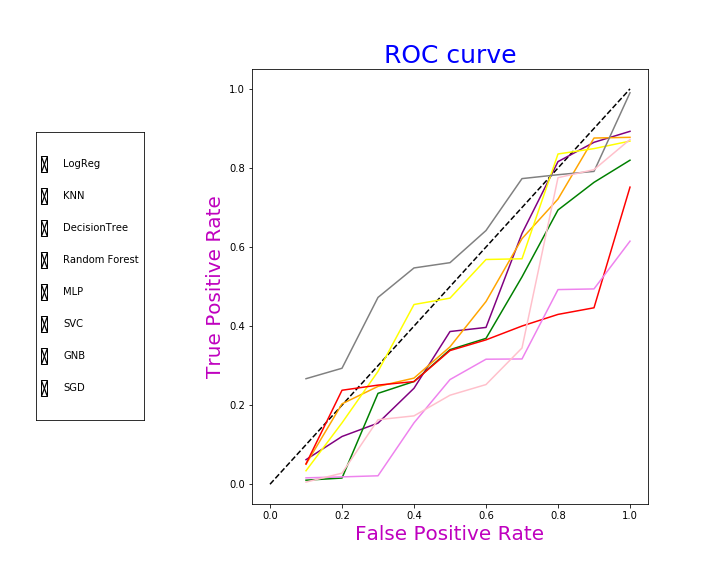 ROC curve
LogReg
KNN
DecisionTree
Random Forest
MLP
SVC
GNB
SGD
True Positive Rate
1.0
0.8
0.6
0.4
0.2
0.0
0.0 0.2 0.4 0.6 0.8 1.0
False Positive Rate